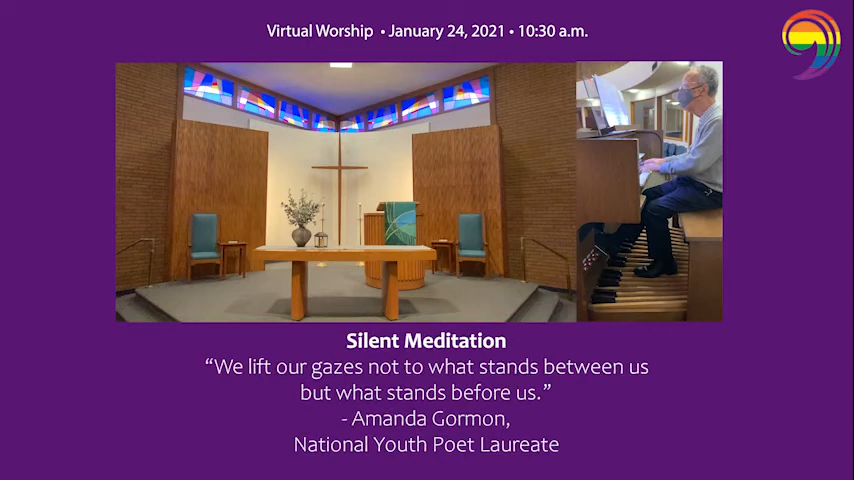 Virtual Worship • January 24, 2021 • 10:30 a.m.
Silent Meditation
“We lift our gazes not to what stands between us
but what stands before us.”
- Amanda Gormon,
National Youth Poet Laureate